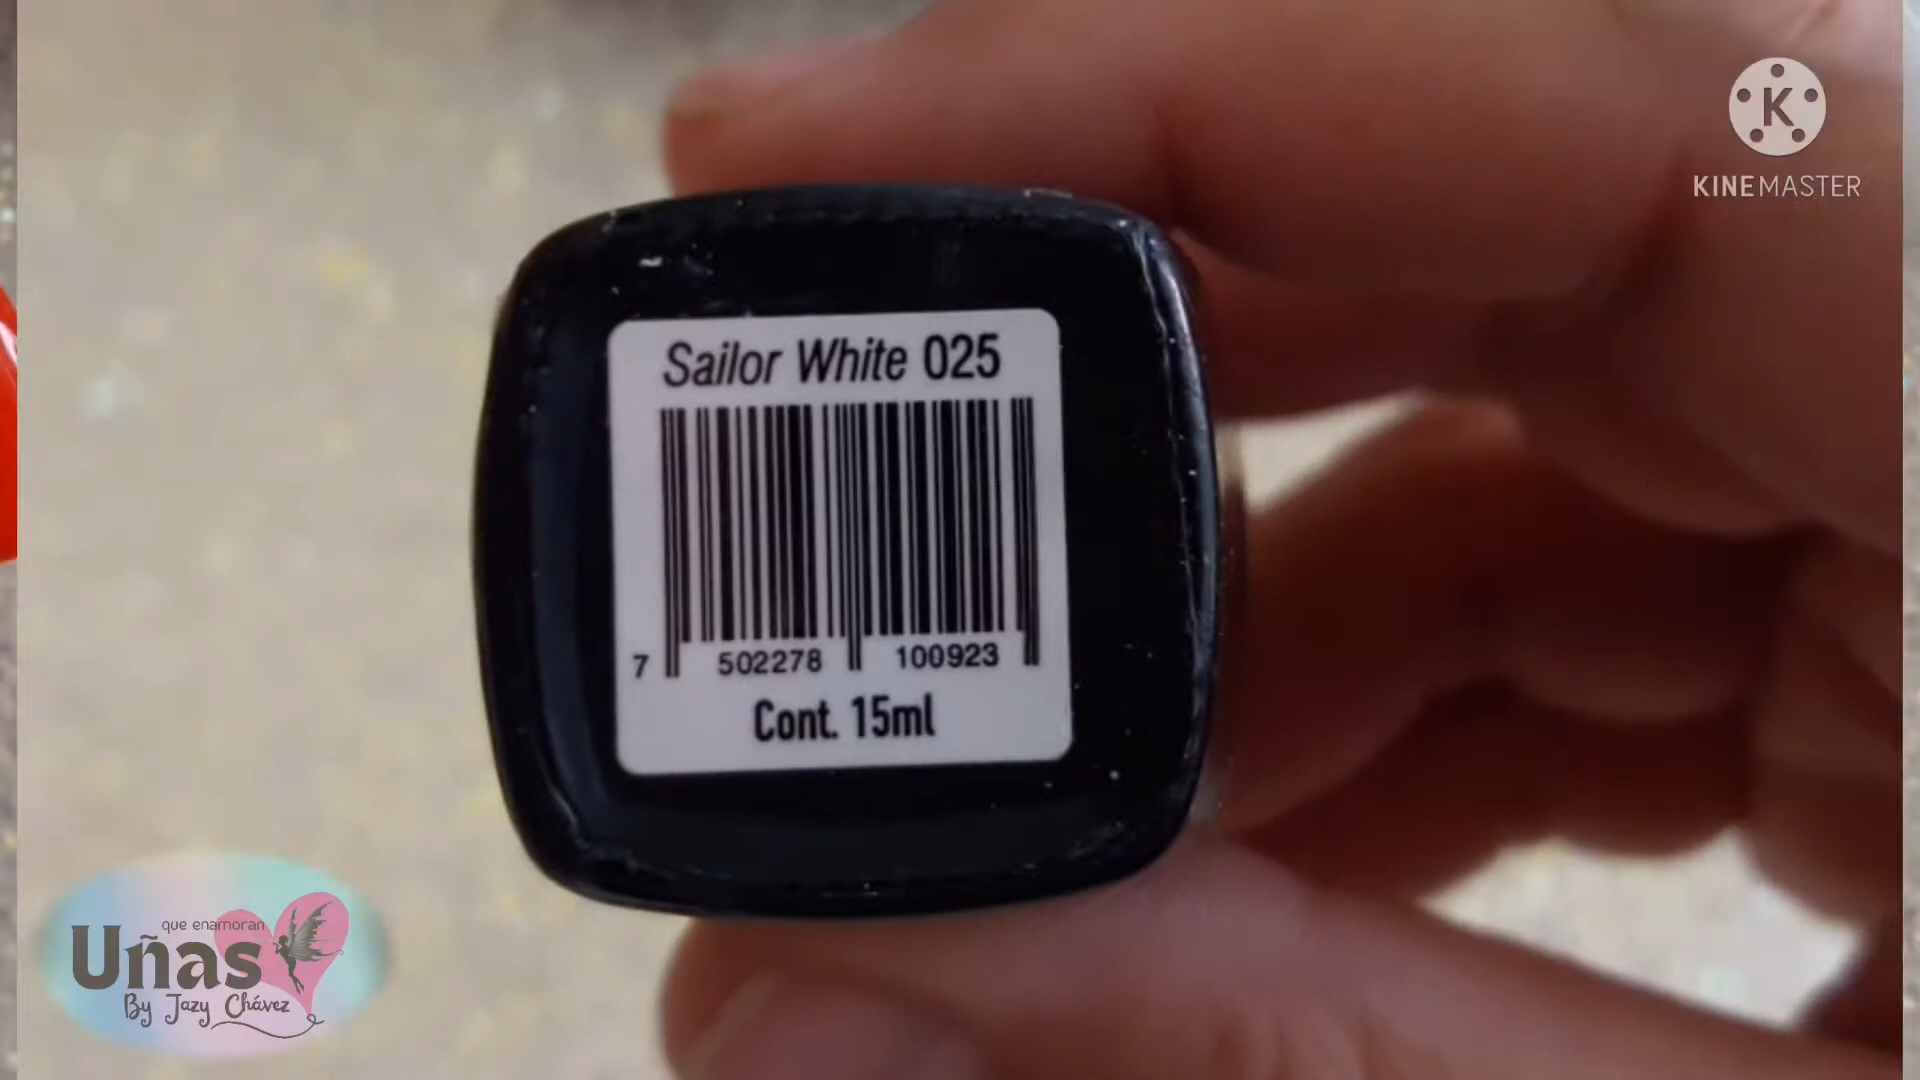 KINEMASTER
Sailor White 025
7 502278 100923
Cont. 15ml
que enamoran
Uñas
By Jazy Chávez